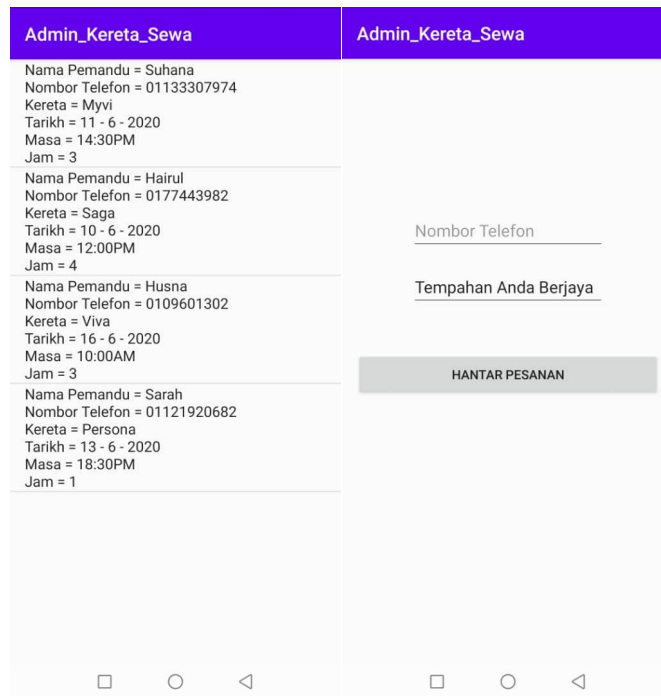 Admin_Kereta_Sewa
Nama Pemandu = Suhana
Nombor Telefon = 01133307974
Kereta = Myvi
Tarikh = 11 - 6 - 2020
Masa = 14:30PM
Jam = 3
Nama Pemandu = Hairul
Nombor Telefon = 0177443982
Kereta = Saga
Tarikh = 10 - 6 - 2020
Masa = 12:00PM
Jam = 4
Nama Pemandu = Husna
Nombor Telefon = 0109601302
Kereta = Viva
Tarikh = 16 - 6 - 2020
Masa = 10:00AM
Jam = 3
Nama Pemandu = Sarah
Nombor Telefon = 01121920682
Kereta = Persona
Tarikh = 13 - 6 - 2020
Masa = 18:30PM
Jam = 1
Admin_Kereta_Sewa
Nombor Telefon
Tempahan Anda Berjaya
HANTAR PESANAN